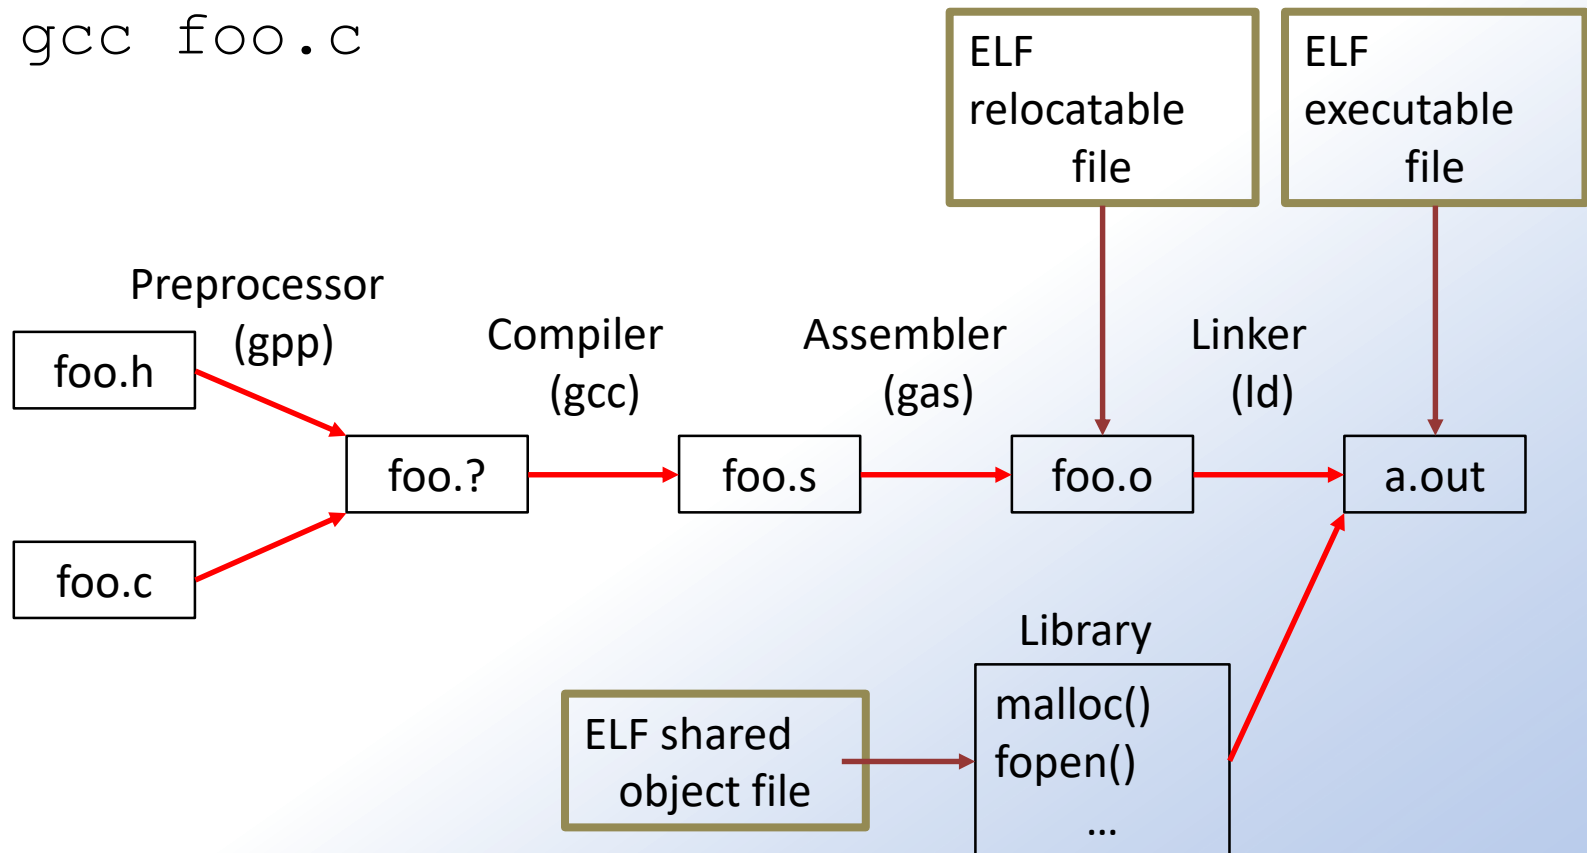 gcc foo.c
ELF
relocatable
file
ELF
executable
file
Preprocessor
(gpp)
Compiler
(gcc)
Assembler
(gas)
Linker
(ld)
foo.h
foo.?
foo.s
foo.o
a.out
foo.c
Library
malloc()
fopen()
...
ELF shared
object file